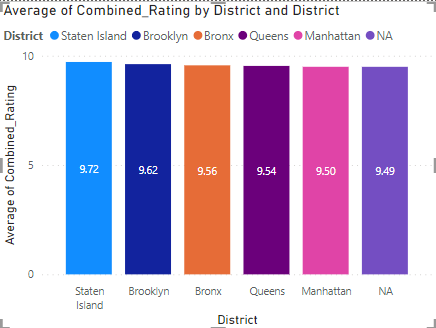 Average of Combined_Rating by District and District
District Staten Island Brooklyn Bronx Queens Manhattan NA
Average of Combined_Rating
10
5
0
9.72
9.62
9.56
9.54
9.50
9.49
Staten
Island
Brooklyn
Bronx
Queens
Manhattan
NA
District